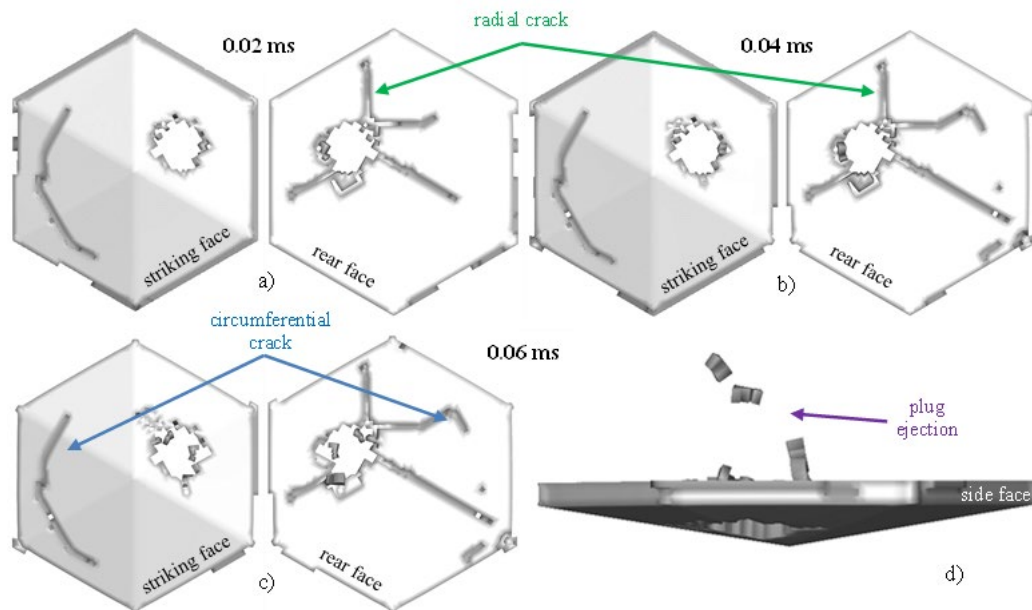 radial crack
0.02 ms
0.04 ms
striking face
rear face
striking face
rear face
a)
b)
circumferential
crack
0.06 ms
plug
ejection
side face
striking face
rear face
c)
d)